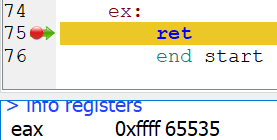 74 ex:
75 ret
76 end start
> info registers
eax 0xffff 65535